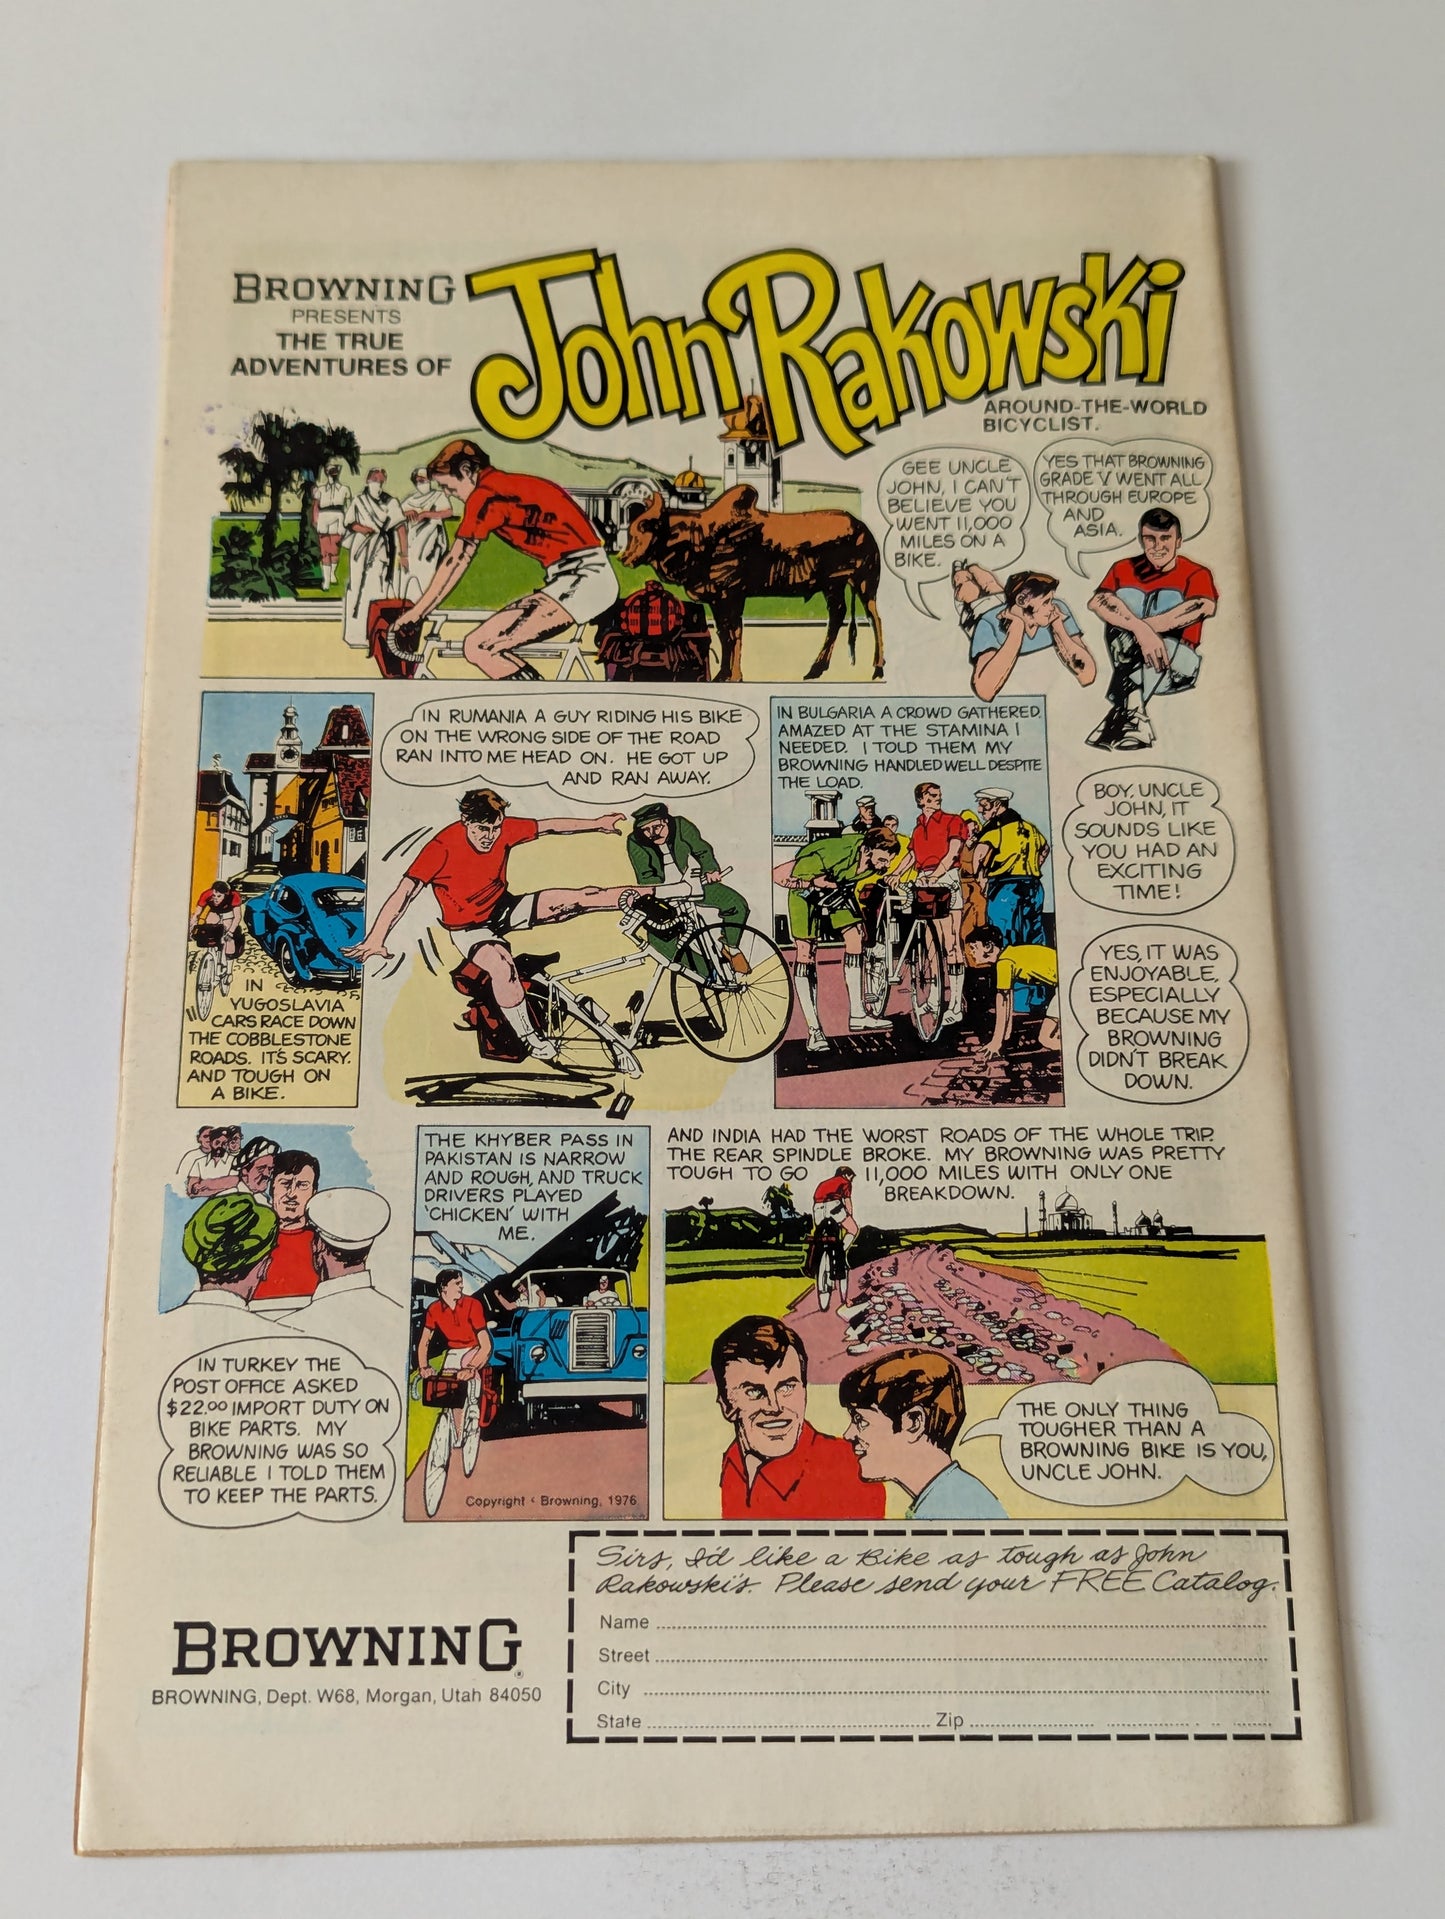 BROWNING
PRESENTS
THE TRUE
ADVENTURES OF
John Rakowski
AROUND-THE-WORLD
BICYCLIST.
GEE UNCLE
JOHN, I CAN'T
BELIEVE YOU
WENT 11,000
MILES ON A
BIKE.
YES THAT BROWNING
GRADE 'V' WENT ALL
THROUGH EUROPE
AND
ASIA.
IN
YUGOSLAVIA
CARS RACE DOWN
THE COBBLESTONE
ROADS. IT'S SCARY.
AND TOUGH ON
A BIKE.
IN RUMANIA A GUY RIDING HIS BIKE
ON THE WRONG SIDE OF THE ROAD
RAN INTO ME HEAD ON. HE GOT UP
AND RAN AWAY.
IN BULGARIA A CROWD GATHERED,
AMAZED AT THE STAMINA I
NEEDED. I TOLD THEM MY
BROWNING HANDLED WELL DESPITE
THE LOAD.
BOY, UNCLE
JOHN, IT
SOUNDS LIKE
YOU HAD AN
EXCITING
TIME!
YES, IT WAS
ENJOYABLE,
ESPECIALLY
BECAUSE MY
BROWNING
DIDN'T BREAK
DOWN.
IN TURKEY THE
POST OFFICE ASKED
$22.00 IMPORT DUTY ON
BIKE PARTS. MY
BROWNING WAS SO
RELIABLE I TOLD THEM
TO KEEP THE PARTS.
THE KHYBER PASS IN
PAKISTAN IS NARROW
AND ROUGH, AND TRUCK
DRIVERS PLAYED
'CHICKEN' WITH
ME.
Copyright c Browning, 1976
AND INDIA HAD THE WORST ROADS OF THE WHOLE TRIP.
THE REAR SPINDLE BROKE. MY BROWNING WAS PRETTY
TOUGH TO GO 11,000 MILES WITH ONLY ONE
BREAKDOWN.
THE ONLY THING
TOUGHER THAN A
BROWNING BIKE IS YOU,
UNCLE JOHN.
BROWNING®
BROWNING, Dept. W68, Morgan, Utah 84050
Sirs, I'd like a Bike as tough as John
Rakowski's. Please send your FREE Catalog.
Name
Street
City
State Zip